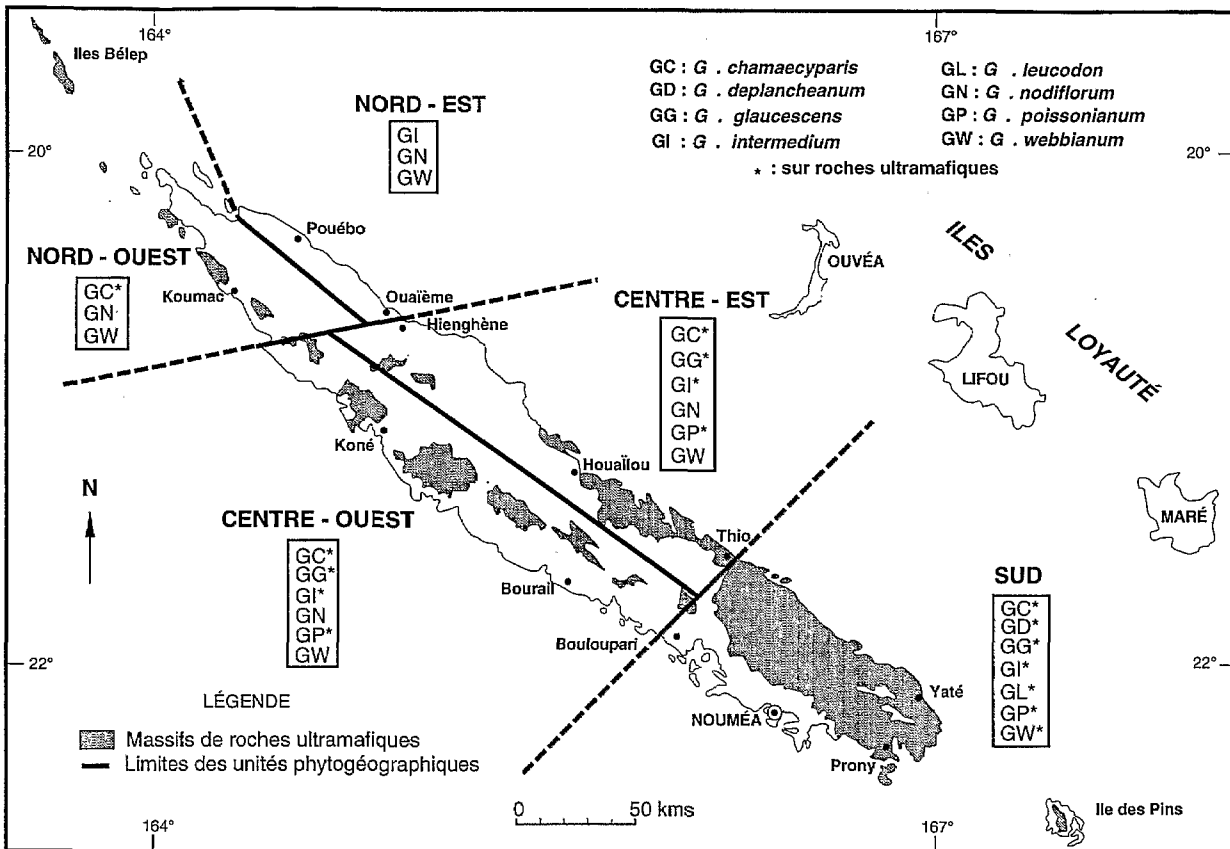 164°
167°
Iles Bélep
GC : G . chamaecyparis
GD : G . deplancheanum
GG : G . glaucescens
GI : G . intermedium
GL : G . leucodon
GN : G . nodiflorum
GP : G . poissonianum
GW : G . webbianum
* : sur roches ultramafiques
NORD - EST
GI
GN
GW
20°
20°
Pouébo
NORD - OUEST
GC*
GN
GW
Koumac
Ouaïème
Hienghène
ILES
LOYAUTÉ
OUVÉA
LIFOU
MARÉ
CENTRE - EST
GC*
GG*
GI*
GN
GP*
GW
Koné
Houaïlou
N
CENTRE - OUEST
GC*
GG*
GI*
GN
GP*
GW
Thio
Bourail
Bouloupari
SUD
GC*
GD*
GG*
GI*
GL*
GP*
GW*
22°
22°
Yaté
NOUMÉA
Prony
LÉGENDE
Massifs de roches ultramafiques
Limites des unités phytogéographiques
0 50 kms
Ile des Pins
164°
167°